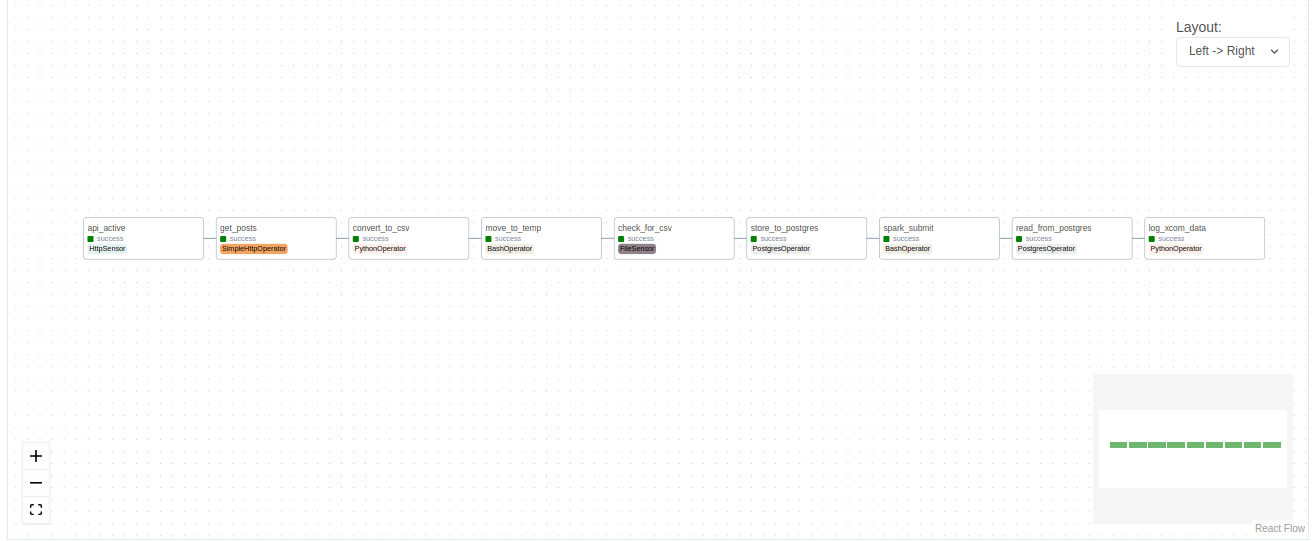 Layout:
Left -> Right
api_active
success
HttpSensor
get_posts
success
SimpleHttpOperator
convert_to_csv
success
PythonOperator
move_to_temp
success
BashOperator
check_for_csv
success
FileSensor
store_to_postgres
success
PostgresOperator
spark_submit
success
BashOperator
read_from_postgres
success
PostgresOperator
log_xcom_data
success
PythonOperator
React Flow